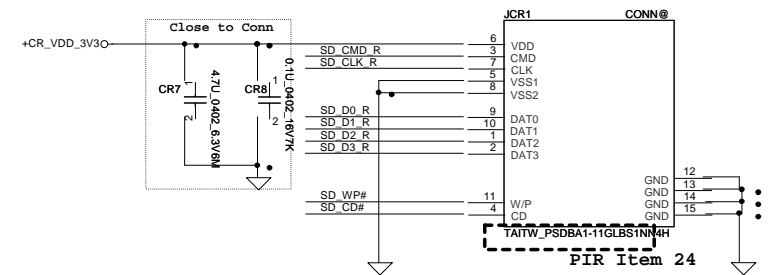 JCR1 CONN@
Close to Conn
+CR_VDD_3V3
6 VDD
SD_CMD_R 3 CMD
SD_CLK_R 7 CLK
5 VSS1
8 VSS2
CR7
1
2
4.7U_0402_6.3V6M
CR8
1
2
0.1U_0402_16V7K
SD_D0_R 9 DAT0
SD_D1_R 10 DAT1
SD_D2_R 1 DAT2
SD_D3_R 2 DAT3
GND 12
GND 13
GND 14
GND 15
SD_WP# 11 W/P
SD_CD# 4 CD
TAITW_PSDBA1-11GLBS1NN4H
PIR Item 24